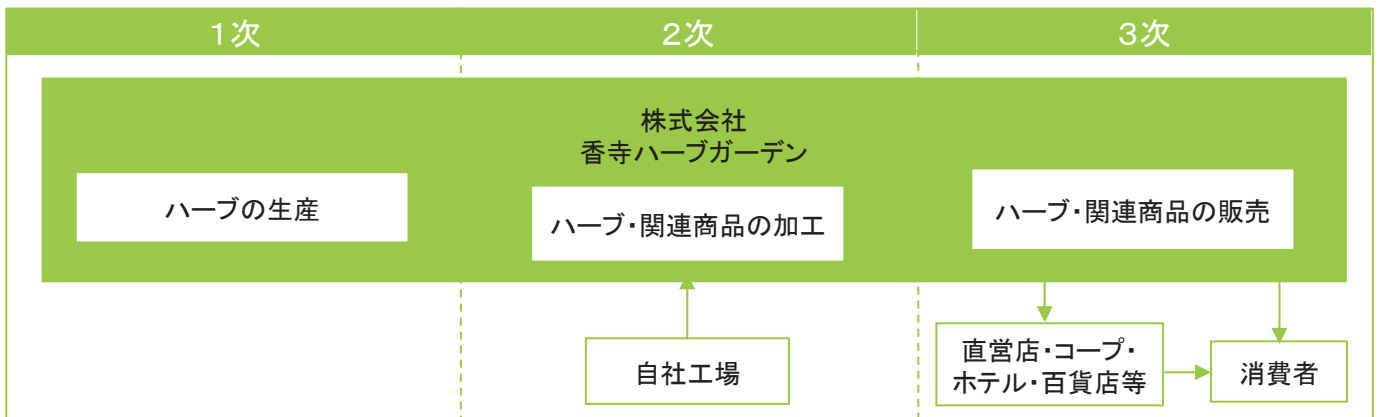 1次
2次
3次
株式会社
香寺ハーブガーデン
ハーブの生産
ハーブ・関連商品の加工
ハーブ・関連商品の販売
自社工場
直営店・コープ・
ホテル・百貨店等
消費者